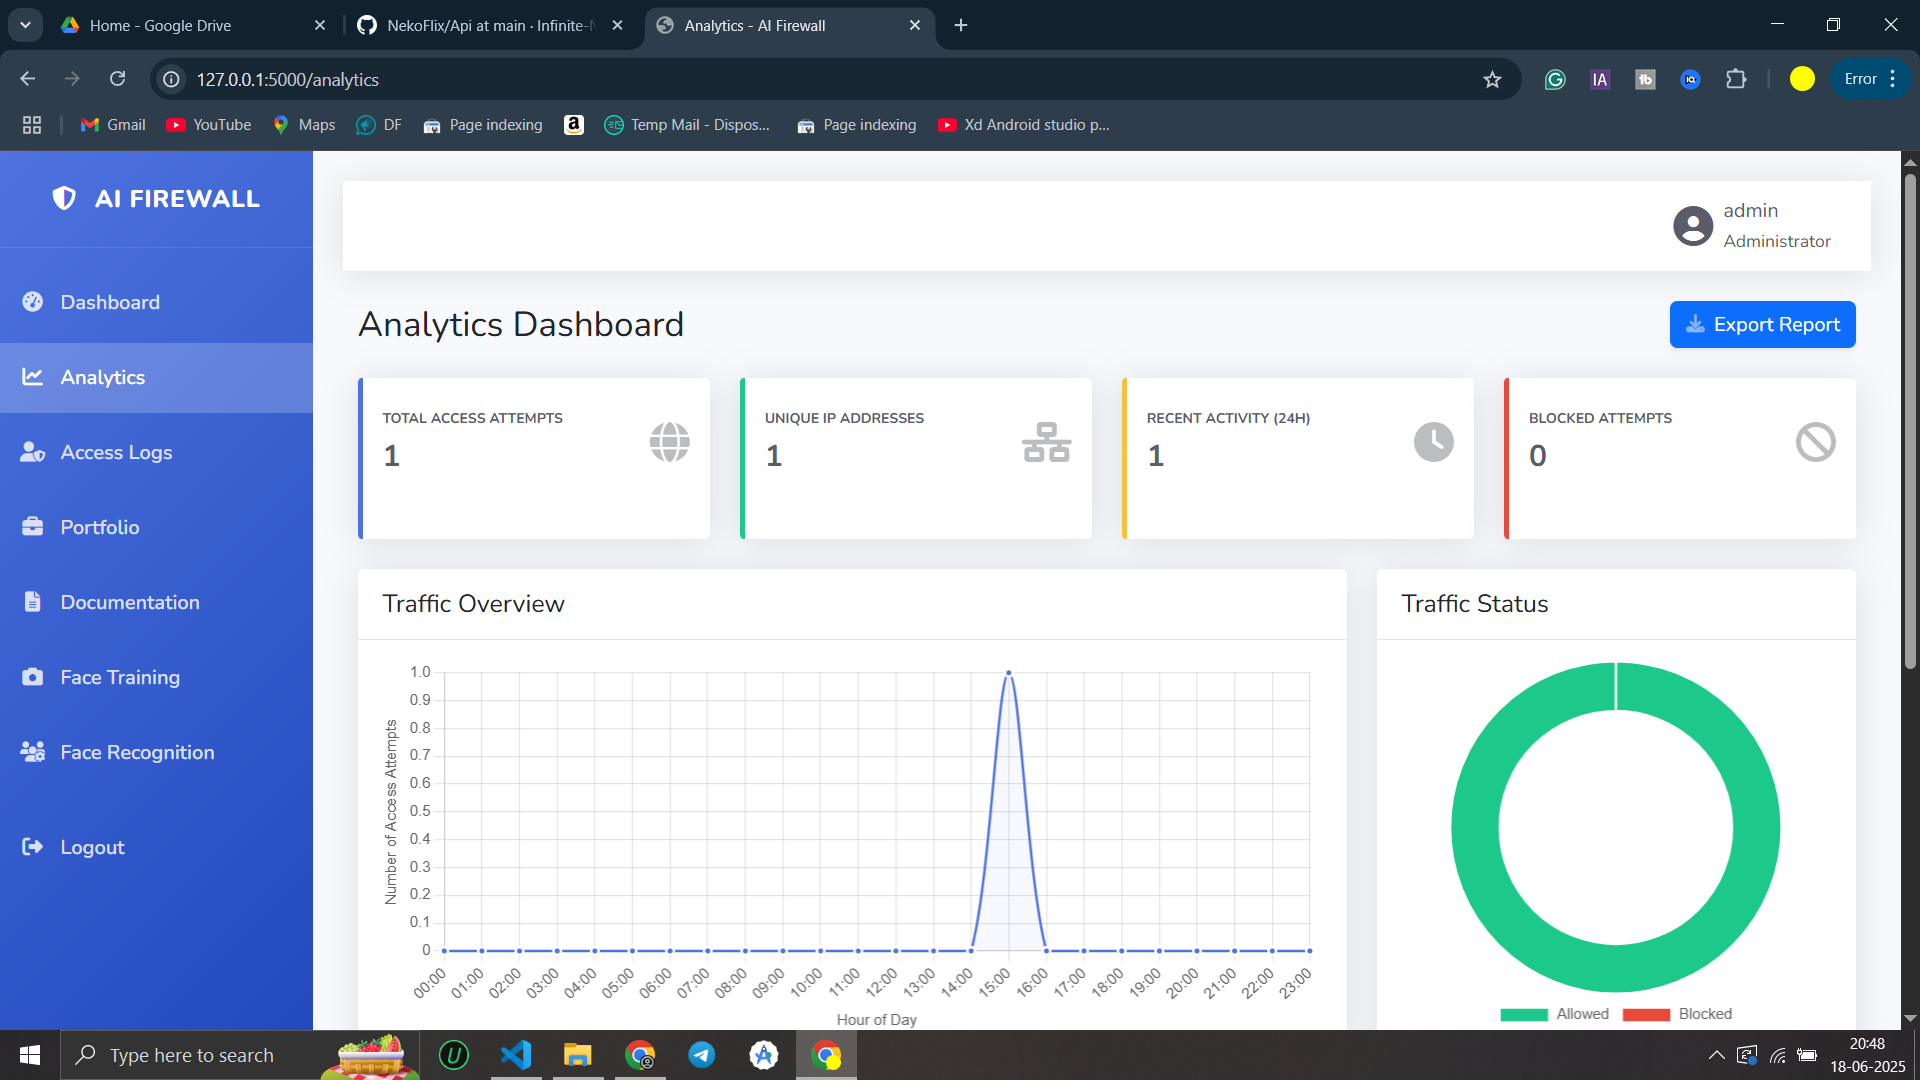 Home - Google Drive
NekoFlix/Api at main · Infinite-N
Analytics - AI Firewall
127.0.0.1:5000/analytics
Error
Gmail
YouTube
Maps
DF
Page indexing
Temp Mail - Dispos...
Page indexing
Xd Android studio p...
AI FIREWALL
admin
Administrator
Dashboard
Analytics
Access Logs
Portfolio
Documentation
Face Training
Face Recognition
Logout
Analytics Dashboard
Export Report
TOTAL ACCESS ATTEMPTS
1
UNIQUE IP ADDRESSES
1
RECENT ACTIVITY (24H)
1
BLOCKED ATTEMPTS
0
Traffic Overview
Number of Access Attempts
1.0
0.9
0.8
0.7
0.6
0.5
0.4
0.3
0.2
0.1
0
00:00 01:00 02:00 03:00 04:00 05:00 06:00 07:00 08:00 09:00 10:00 11:00 12:00 13:00 14:00 15:00 16:00 17:00 18:00 19:00 20:00 21:00 22:00 23:00
Hour of Day
Traffic Status
Allowed
Blocked
Type here to search
20:48
18-06-2025